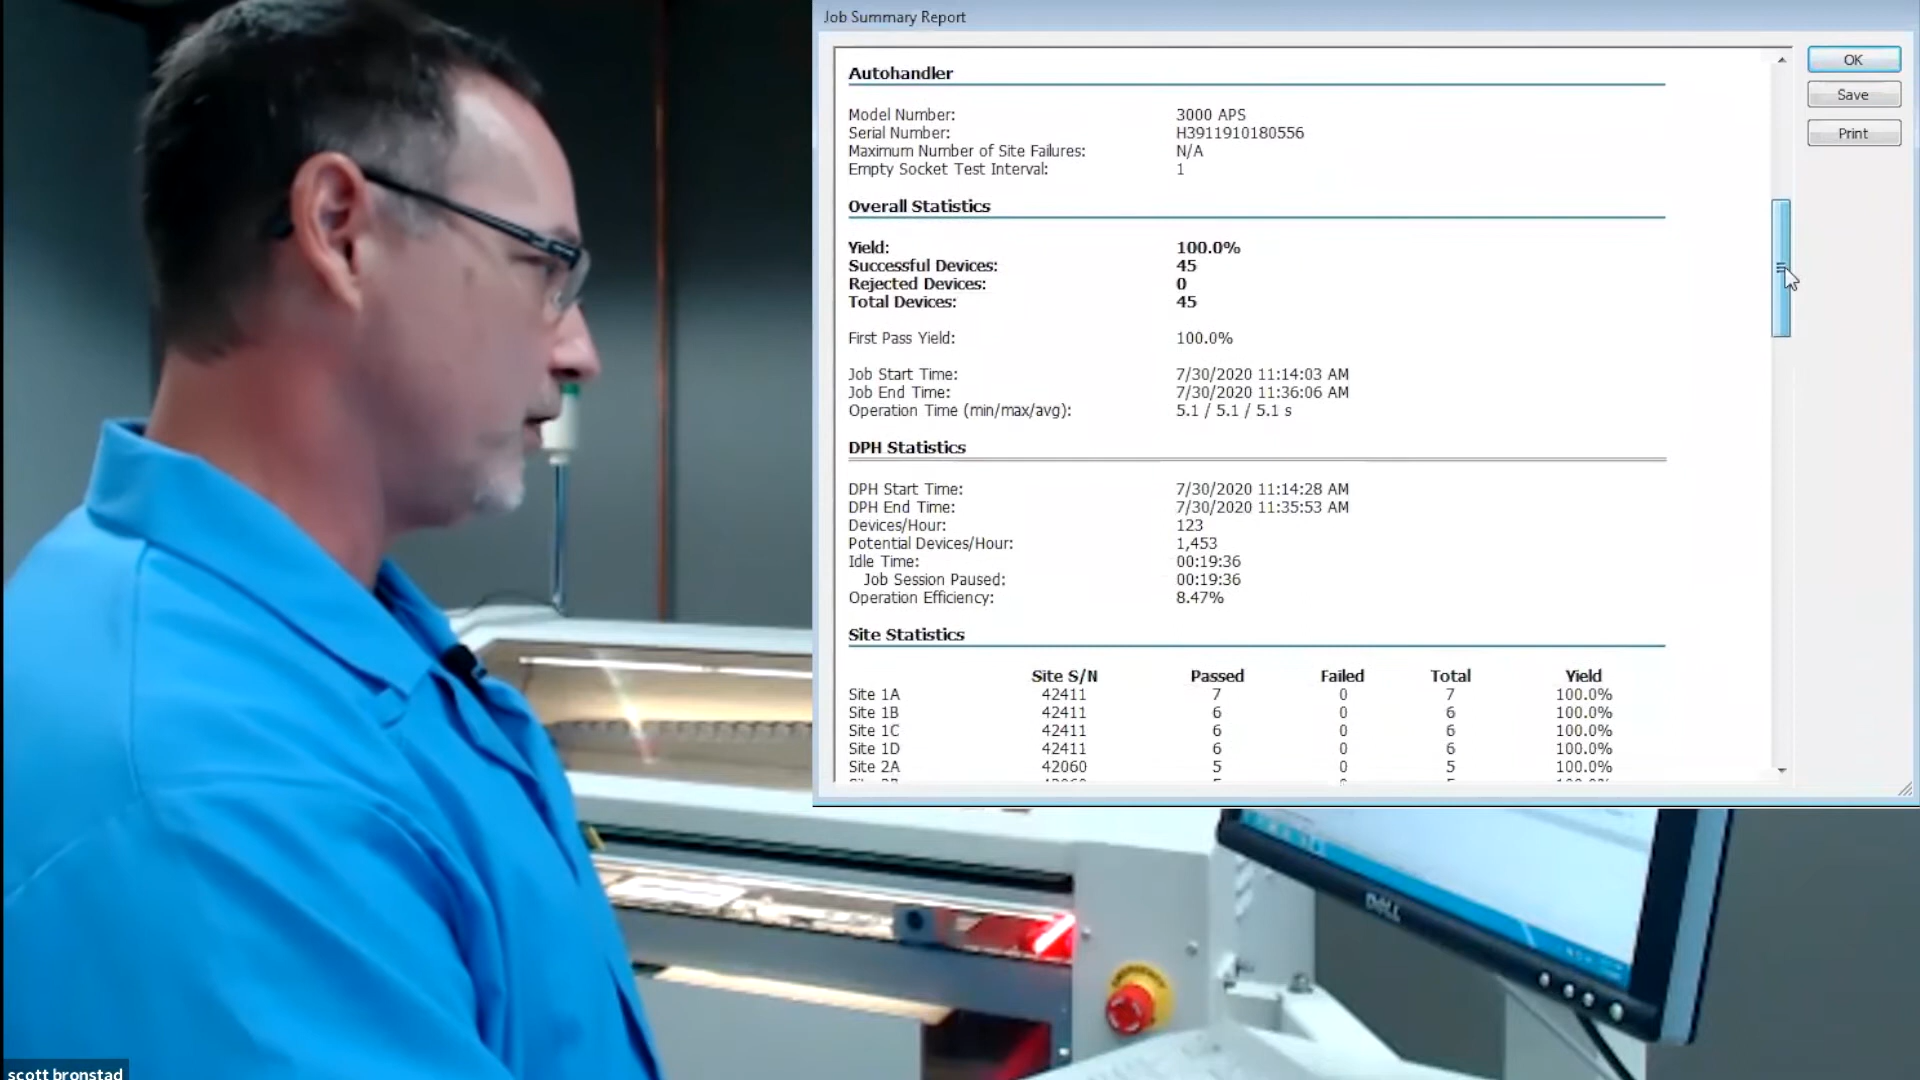 Job Summary Report
OK
Save
Print
Autohandler
Model Number: 3000 APS
Serial Number: H3911910180556
Maximum Number of Site Failures: N/A
Empty Socket Test Interval: 1
Overall Statistics
Yield: 100.0%
Successful Devices: 45
Rejected Devices: 0
Total Devices: 45
First Pass Yield: 100.0%
Job Start Time: 7/30/2020 11:14:03 AM
Job End Time: 7/30/2020 11:36:06 AM
Operation Time (min/max/avg): 5.1 / 5.1 / 5.1 s
DPH Statistics
DPH Start Time: 7/30/2020 11:14:28 AM
DPH End Time: 7/30/2020 11:35:53 AM
Devices/Hour: 123
Potential Devices/Hour: 1,453
Idle Time: 00:19:36
Job Session Paused: 00:19:36
Operation Efficiency: 8.47%
Site Statistics
Site S/N Passed Failed Total Yield
Site 1A 42411 7 0 7 100.0%
Site 1B 42411 6 0 6 100.0%
Site 1C 42411 6 0 6 100.0%
Site 1D 42411 6 0 6 100.0%
Site 2A 42060 5 0 5 100.0%
DELL
EMERGENCY
scott bronstad